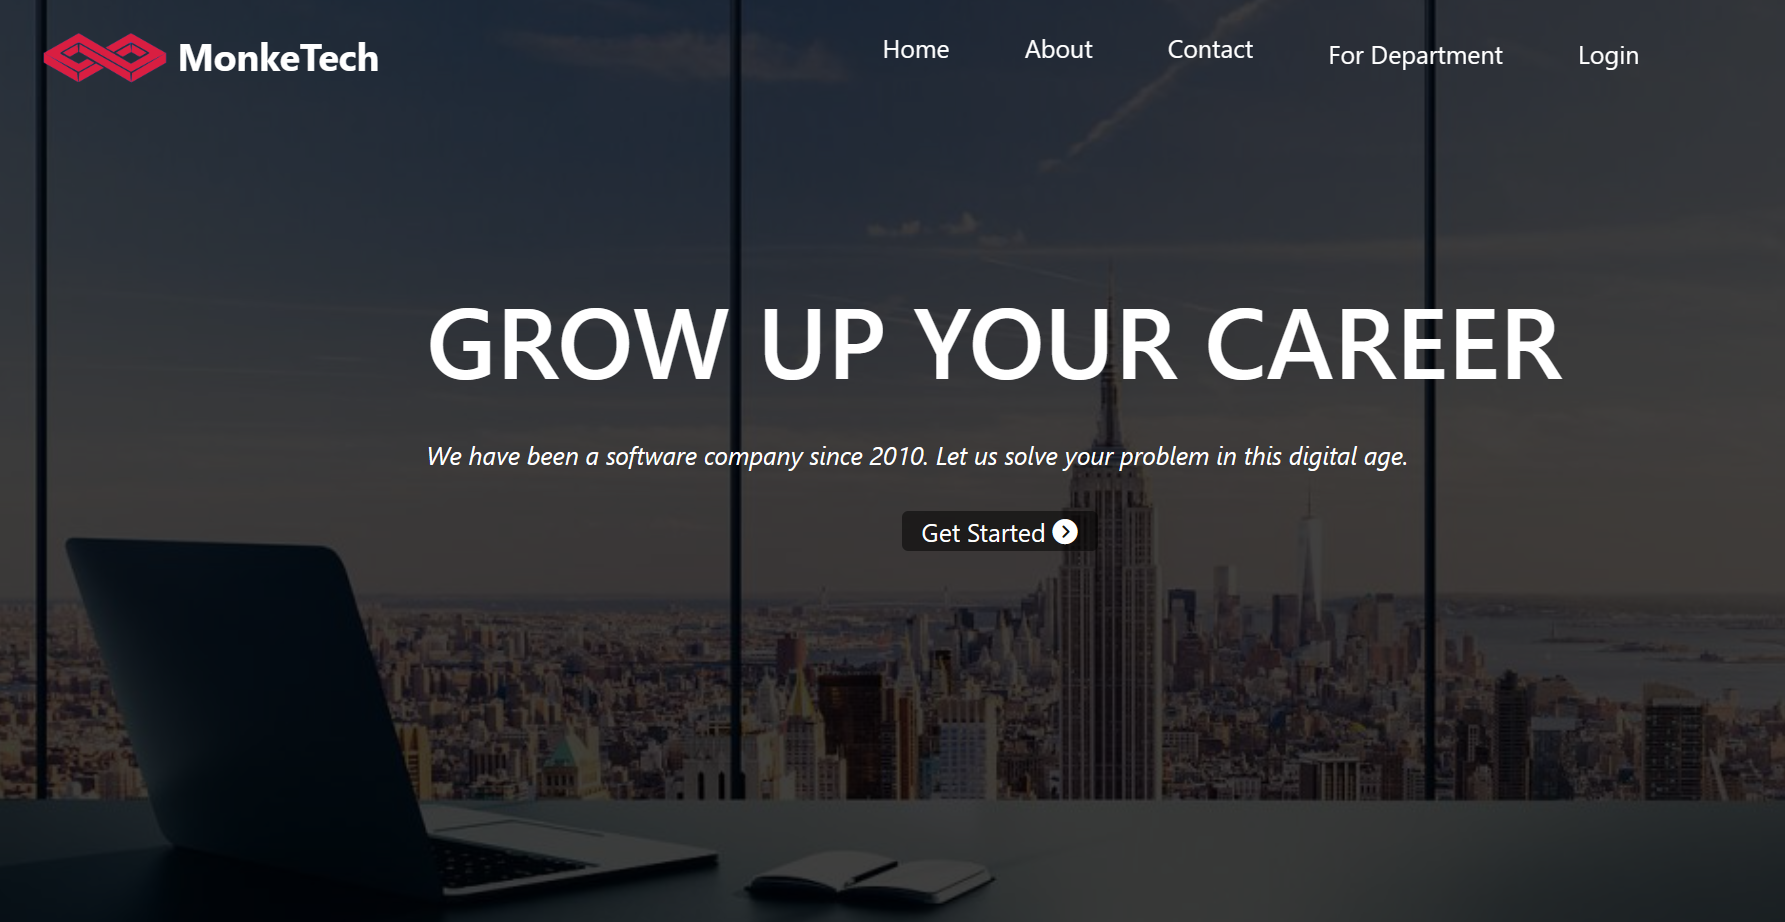 MonkeTech
Home About Contact For Department Login
GROW UP YOUR CAREER
We have been a software company since 2010. Let us solve your problem in this digital age.
Get Started